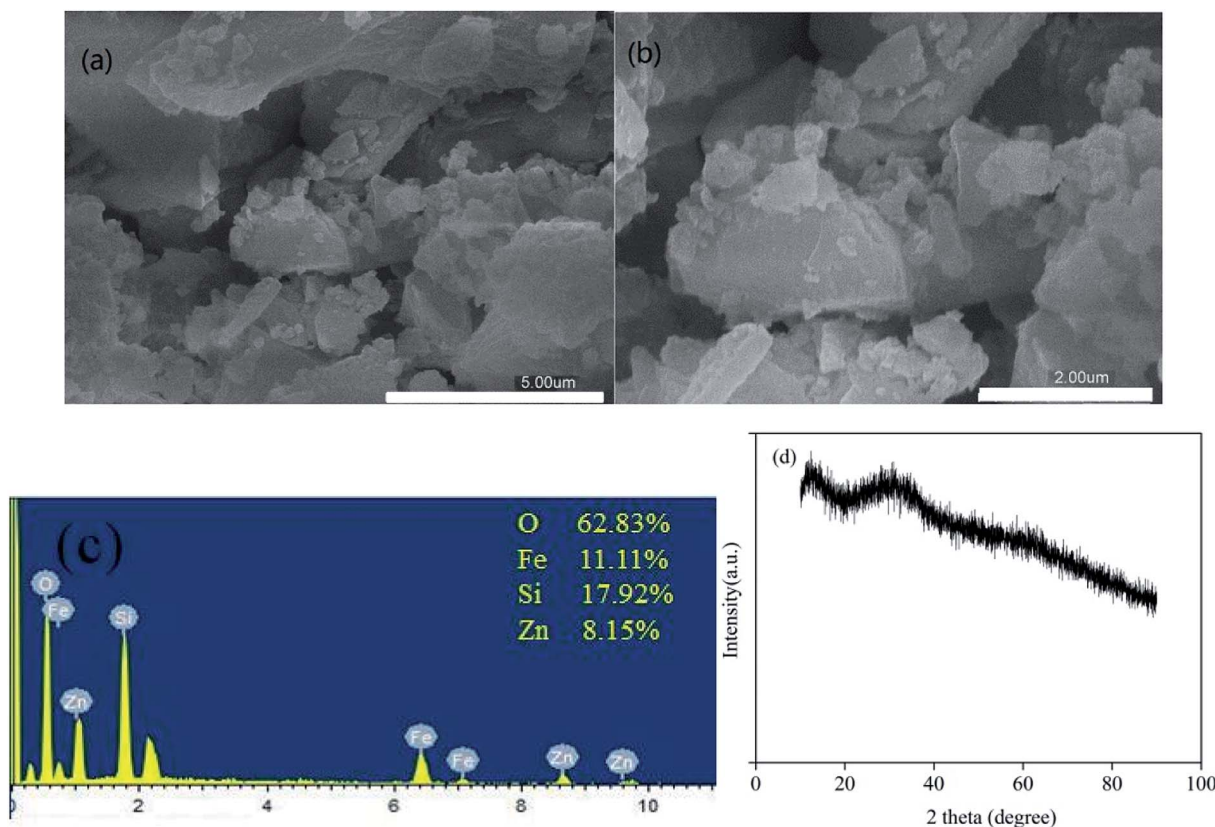 (a)
5.00um
(b)
2.00um
(c)
O 62.83%
Fe 11.11%
Si 17.92%
Zn 8.15%
O
Fe
Si
Zn
Fe
Fe
Zn
Zn
0 2 4 6 8 10
(d)
Intensity(a.u.)
0 20 40 60 80 100
2 theta (degree)